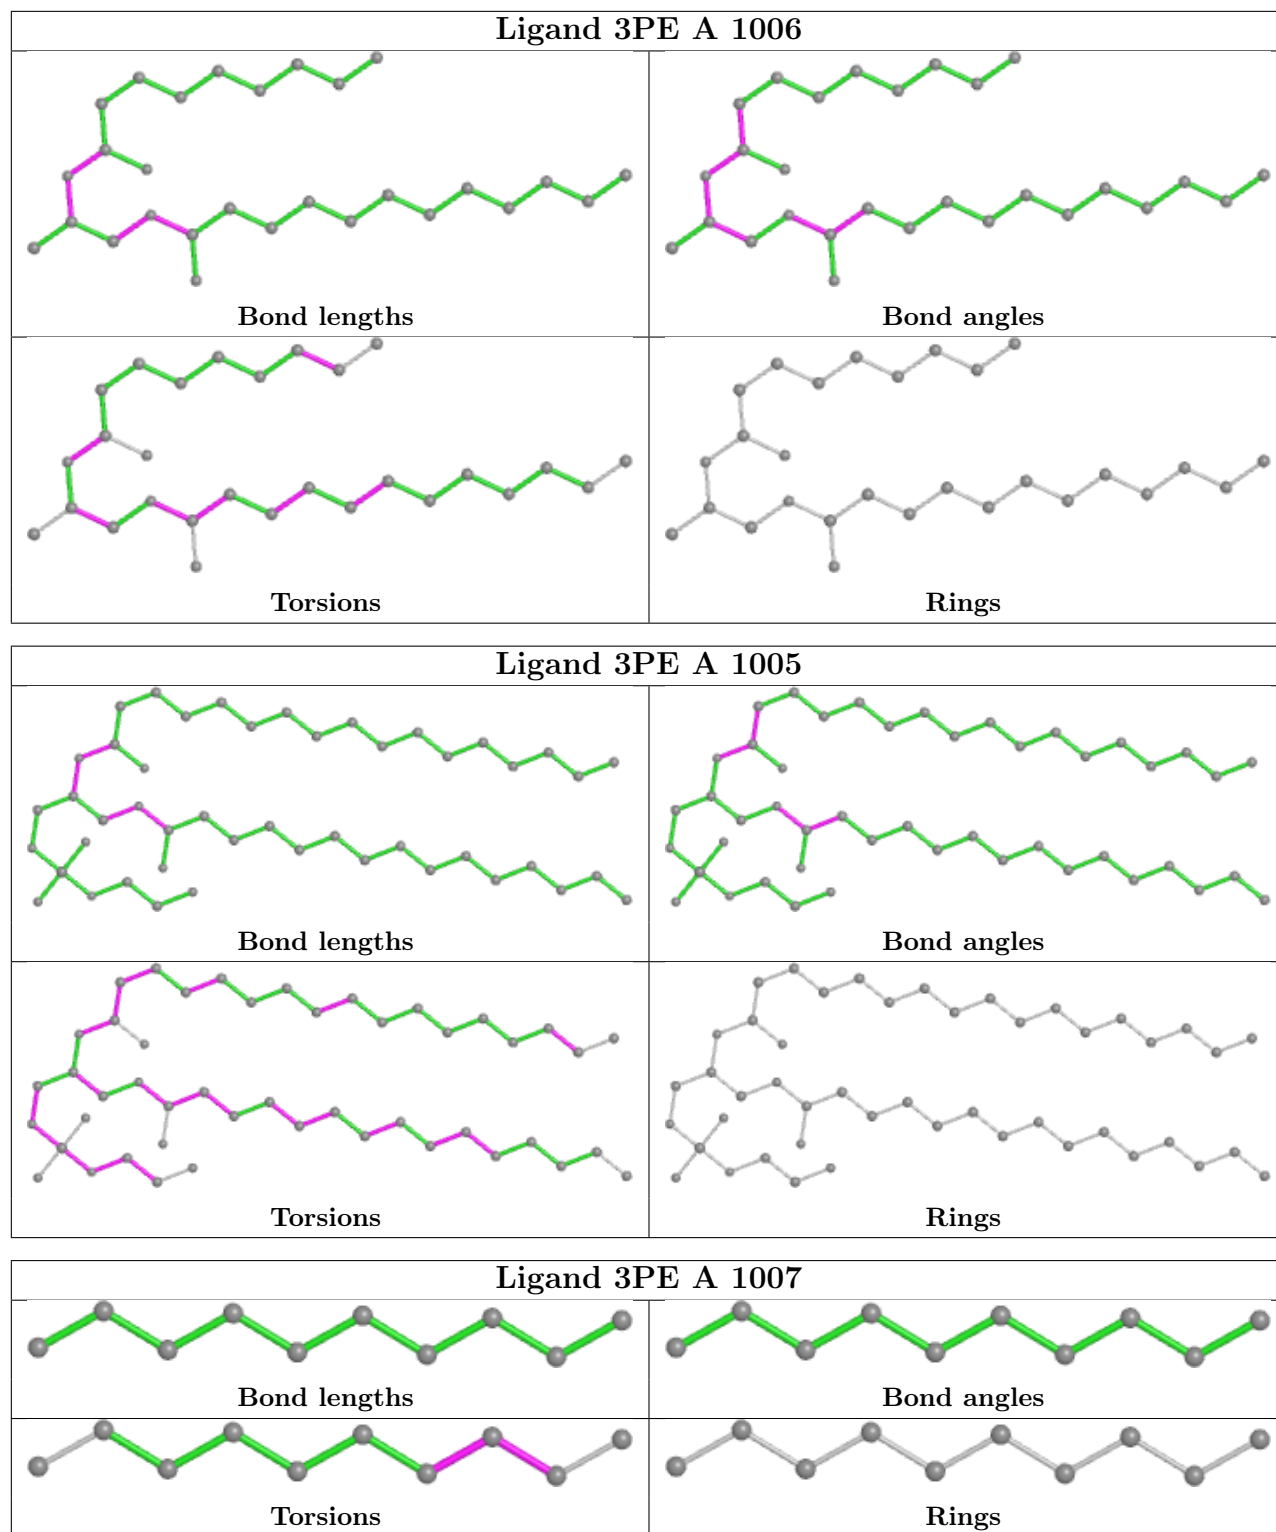 Ligand 3PE A 1006
Bond lengths
Bond angles
Torsions
Rings
Ligand 3PE A 1005
Bond lengths
Bond angles
Torsions
Rings
Ligand 3PE A 1007
Bond lengths
Bond angles
Torsions
Rings